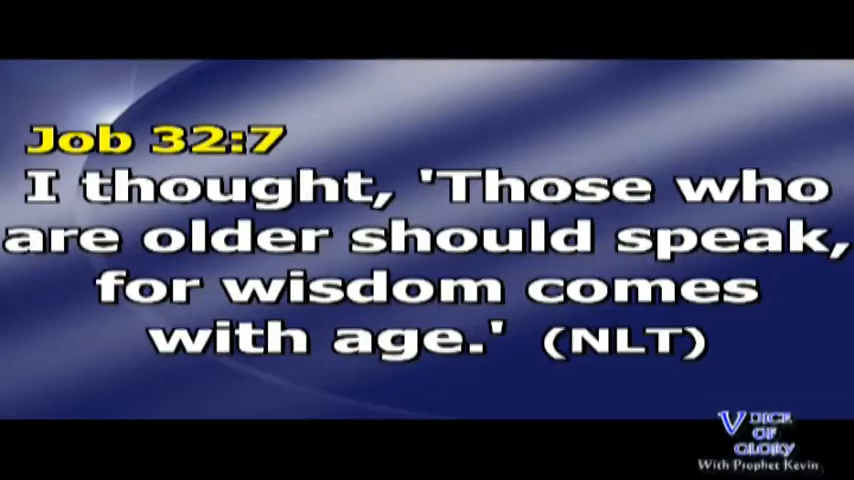 Job 32:7
I thought, 'Those who
are older should speak,
for wisdom comes
with age.' (NLT)
VOICE
OF
GLORY
With Prophet Kevin